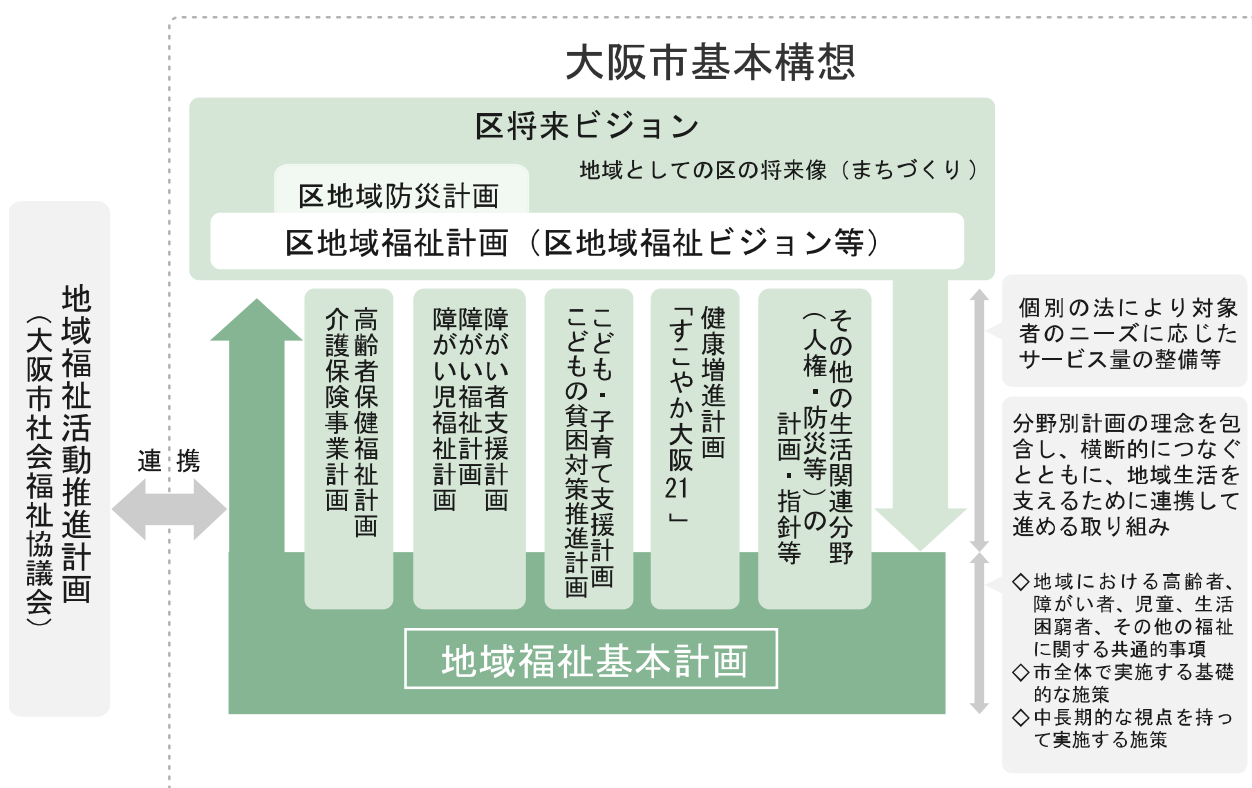 大阪市基本構想
区将来ビジョン
地域としての区の将来像（まちづくり）
区地域防災計画
区地域福祉計画（区地域福祉ビジョン等）
地域福祉活動推進計画
（大阪市社会福祉協議会）
連携
高齢者保健福祉計画
介護保険事業計画
障がい者支援計画
障がい福祉計画
障がい児福祉計画
こども・子育て支援計画
こどもの貧困対策推進計画
健康増進計画
「すこやか大阪21」
その他の生活関連分野
（人権・防災等）の
計画・指針等
地域福祉基本計画
個別の法により対象
者のニーズに応じた
サービス量の整備等
分野別計画の理念を包
含し、横断的につなぐ
とともに、地域生活を
支えるために連携して
進める取り組み
◇地域における高齢者、
障がい者、児童、生活
困窮者、その他の福祉
に関する共通的事項
◇市全体で実施する基礎
的な施策
◇中長期的な視点を持っ
て実施する施策